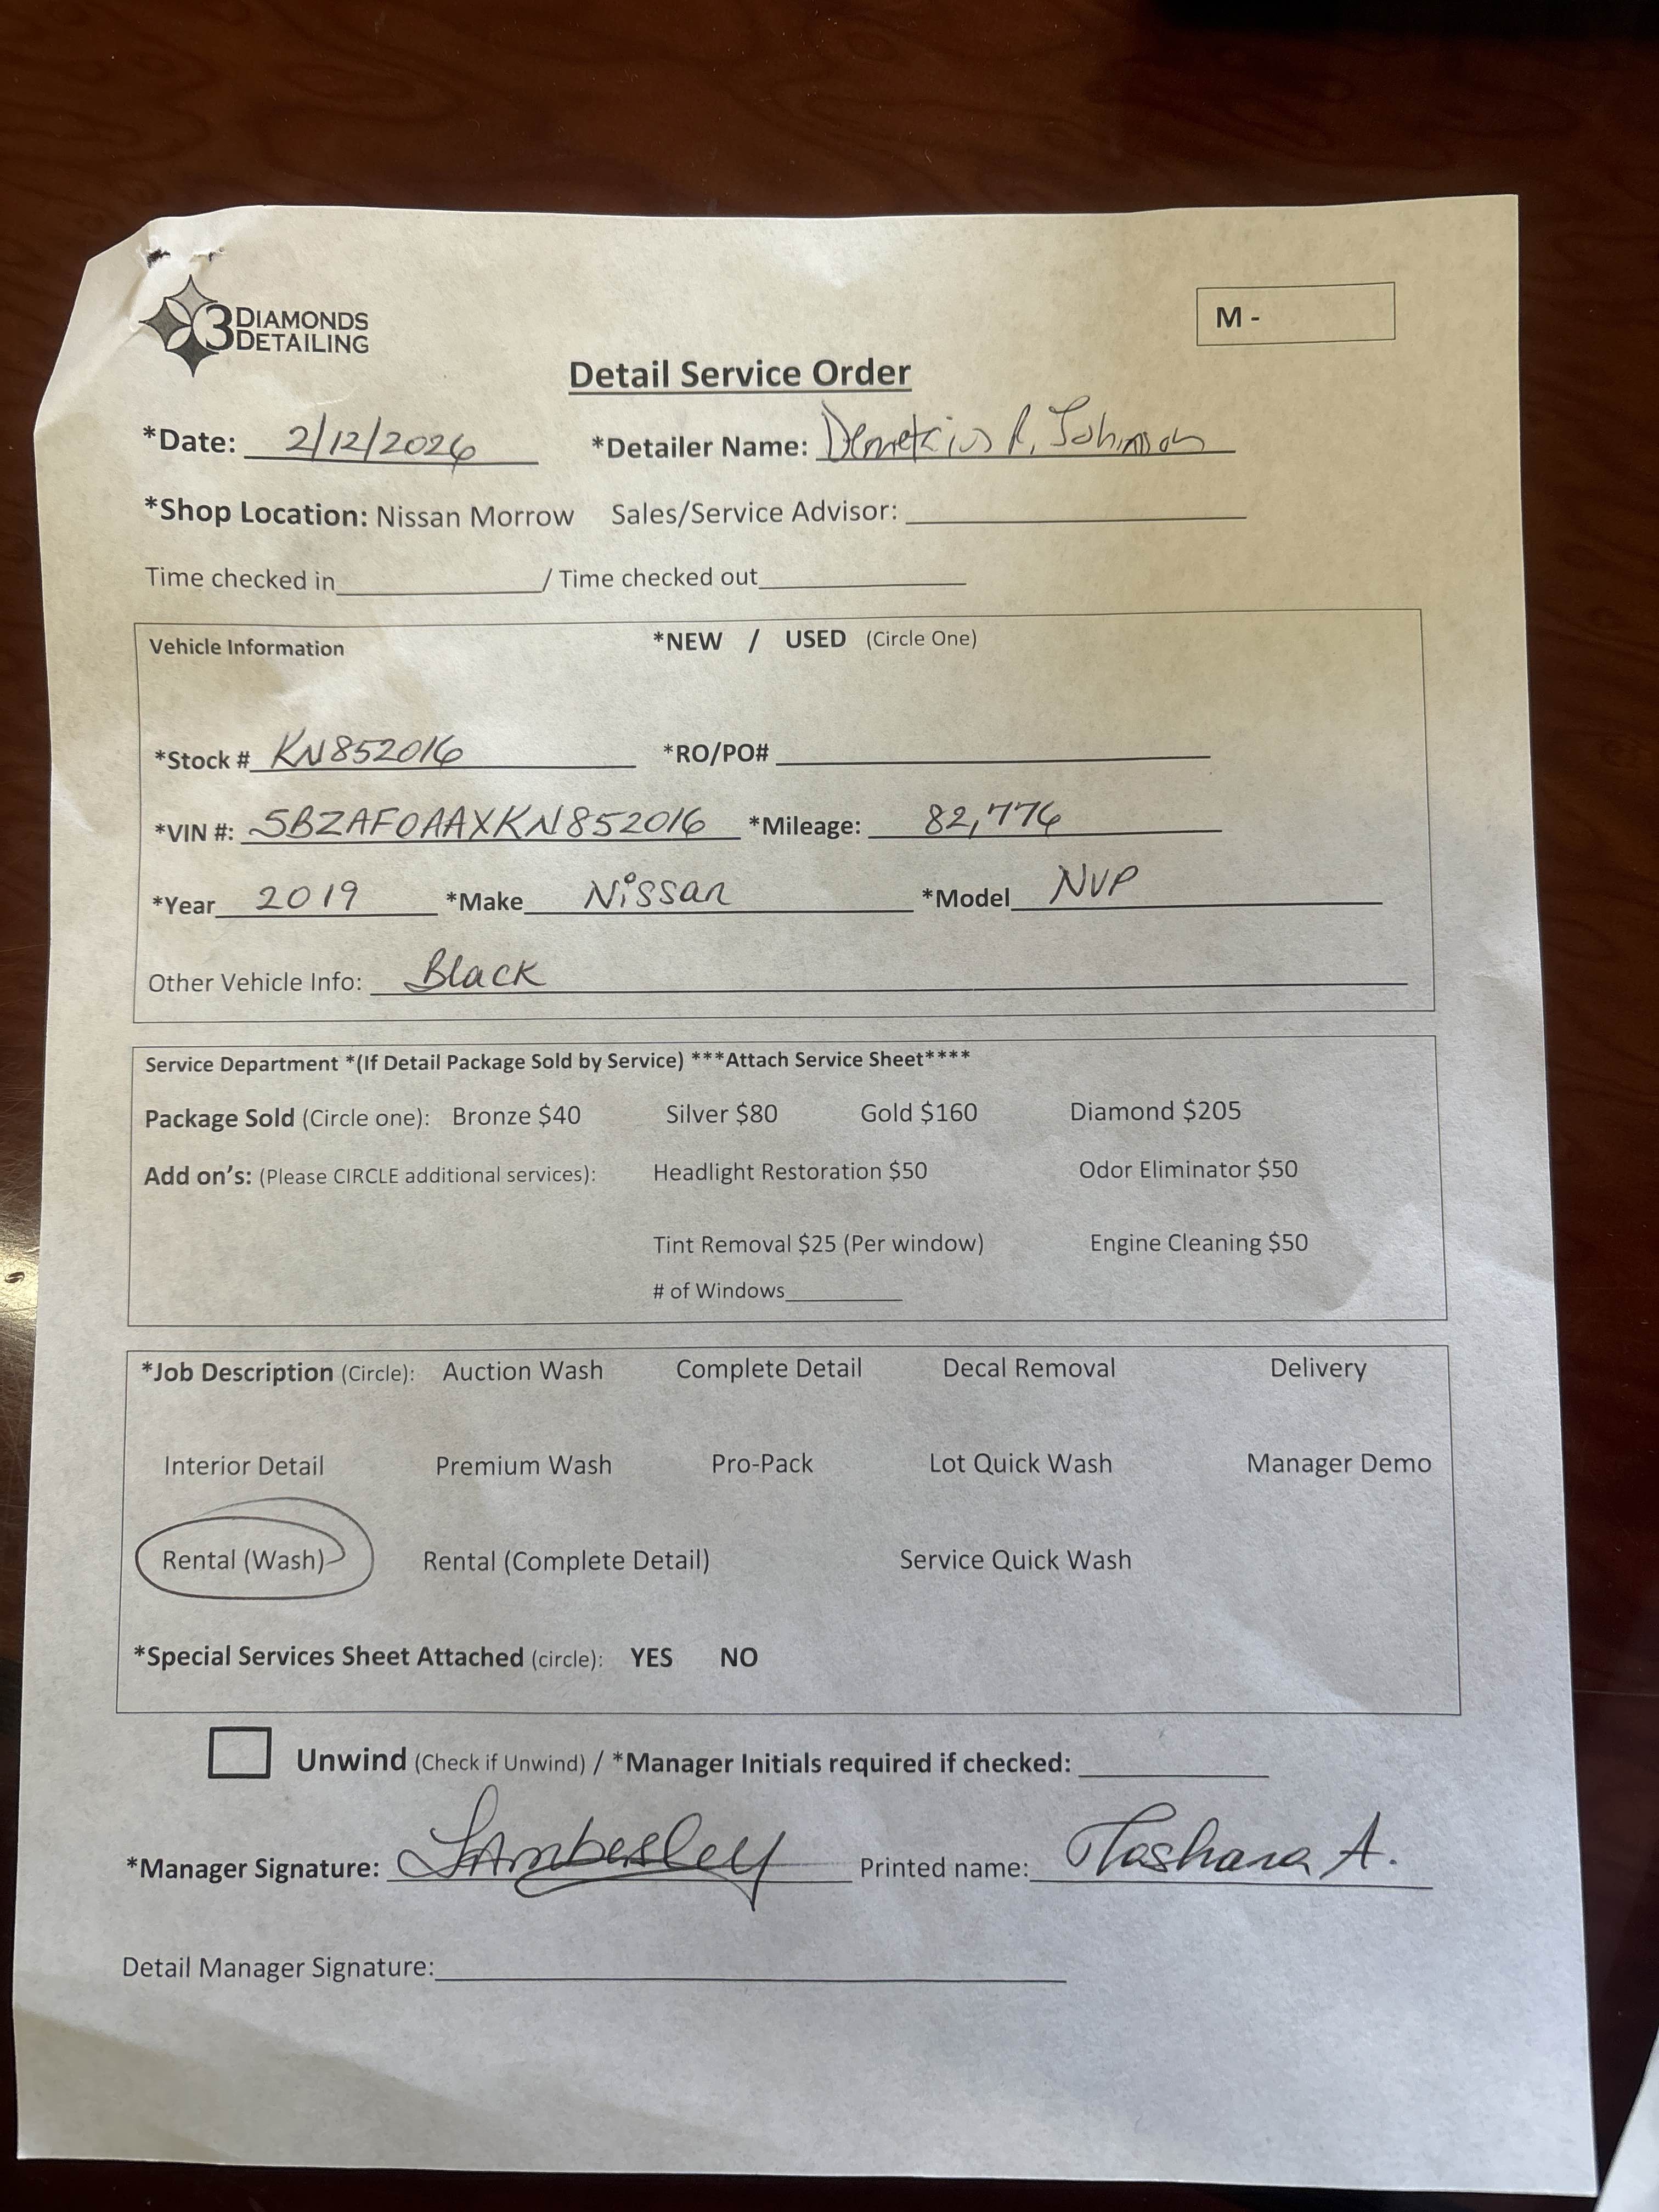 3 DIAMONDS DETAILING
M -
Detail Service Order
*Date: 2/12/2026 *Detailer Name: Demetrius R. Johnson
*Shop Location: Nissan Morrow Sales/Service Advisor:
Time checked in / Time checked out
Vehicle Information *NEW / USED (Circle One)
*Stock # KN852016 *RO/PO#
*VIN #: 5BZAF0AAXKN852016 *Mileage: 82,776
*Year 2019 *Make Nissan *Model NVP
Other Vehicle Info: Black
Service Department *(If Detail Package Sold by Service) ***Attach Service Sheet****
Package Sold (Circle one): Bronze $40 Silver $80 Gold $160 Diamond $205
Add on's: (Please CIRCLE additional services): Headlight Restoration $50 Odor Eliminator $50
Tint Removal $25 (Per window) Engine Cleaning $50
# of Windows
*Job Description (Circle): Auction Wash Complete Detail Decal Removal Delivery
Interior Detail Premium Wash Pro-Pack Lot Quick Wash Manager Demo
Rental (Wash) Rental (Complete Detail) Service Quick Wash
*Special Services Sheet Attached (circle): YES NO
Unwind (Check if Unwind) / *Manager Initials required if checked:
*Manager Signature: Printed name: Tashara A.
Detail Manager Signature: